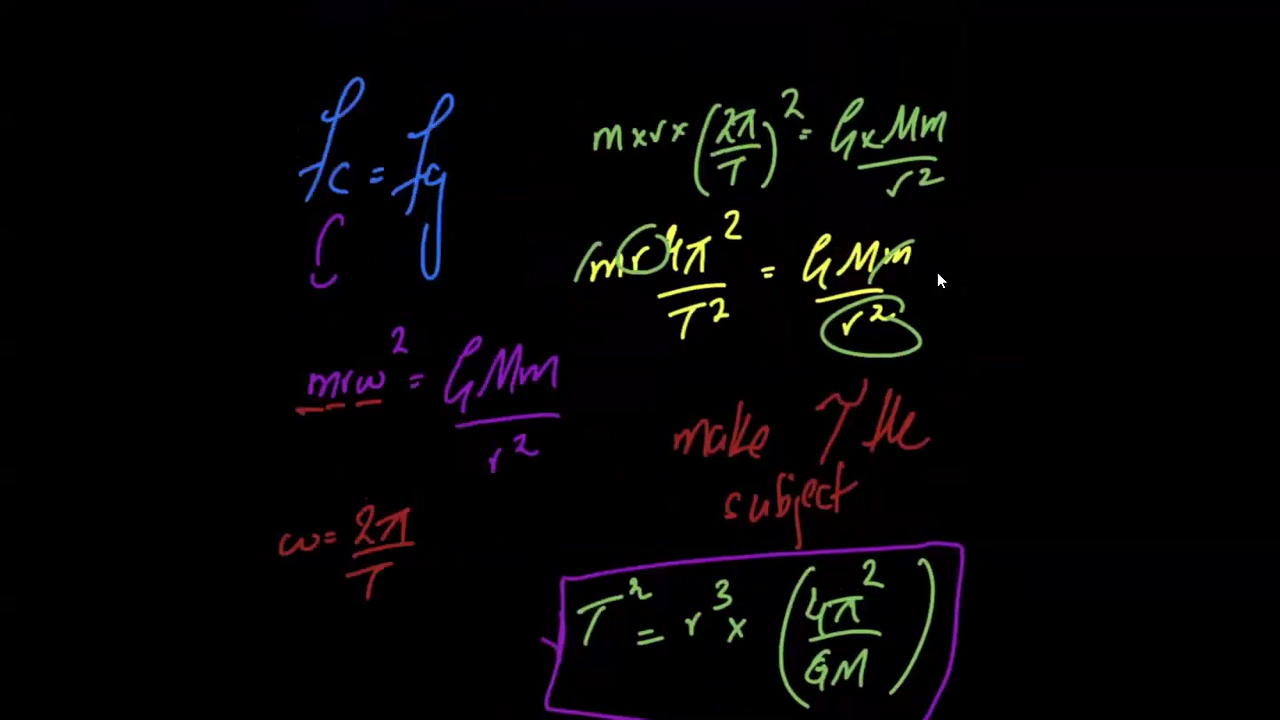 fc = fg
mrω² = GMm/r²
ω = 2π/T
m×r×(2π/T)² = G×Mm/r²
mr4π²/T² = GMm/r²
make T the
subject
T² = r³ × (4π²/GM)